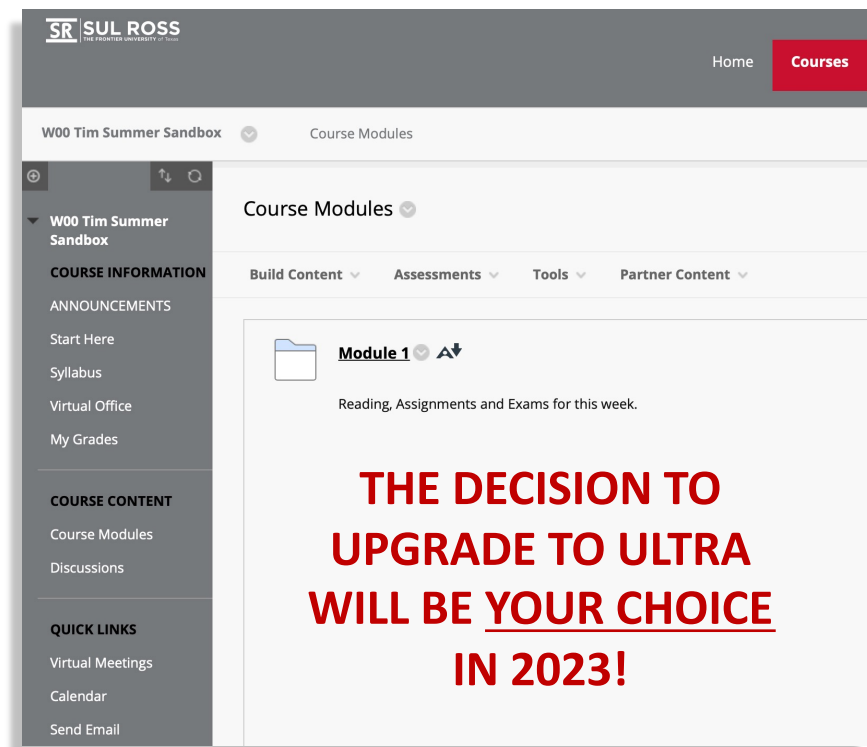 SR SUL ROSS
THE FRONTIER UNIVERSITY of Texas
Home Courses
W00 Tim Summer Sandbox Course Modules
W00 Tim Summer
Sandbox
COURSE INFORMATION
ANNOUNCEMENTS
Start Here
Syllabus
Virtual Office
My Grades
COURSE CONTENT
Course Modules
Discussions
QUICK LINKS
Virtual Meetings
Calendar
Send Email
Course Modules
Build Content Assessments Tools Partner Content
Module 1 A
Reading, Assignments and Exams for this week.
THE DECISION TO
UPGRADE TO ULTRA
WILL BE YOUR CHOICE
IN 2023!